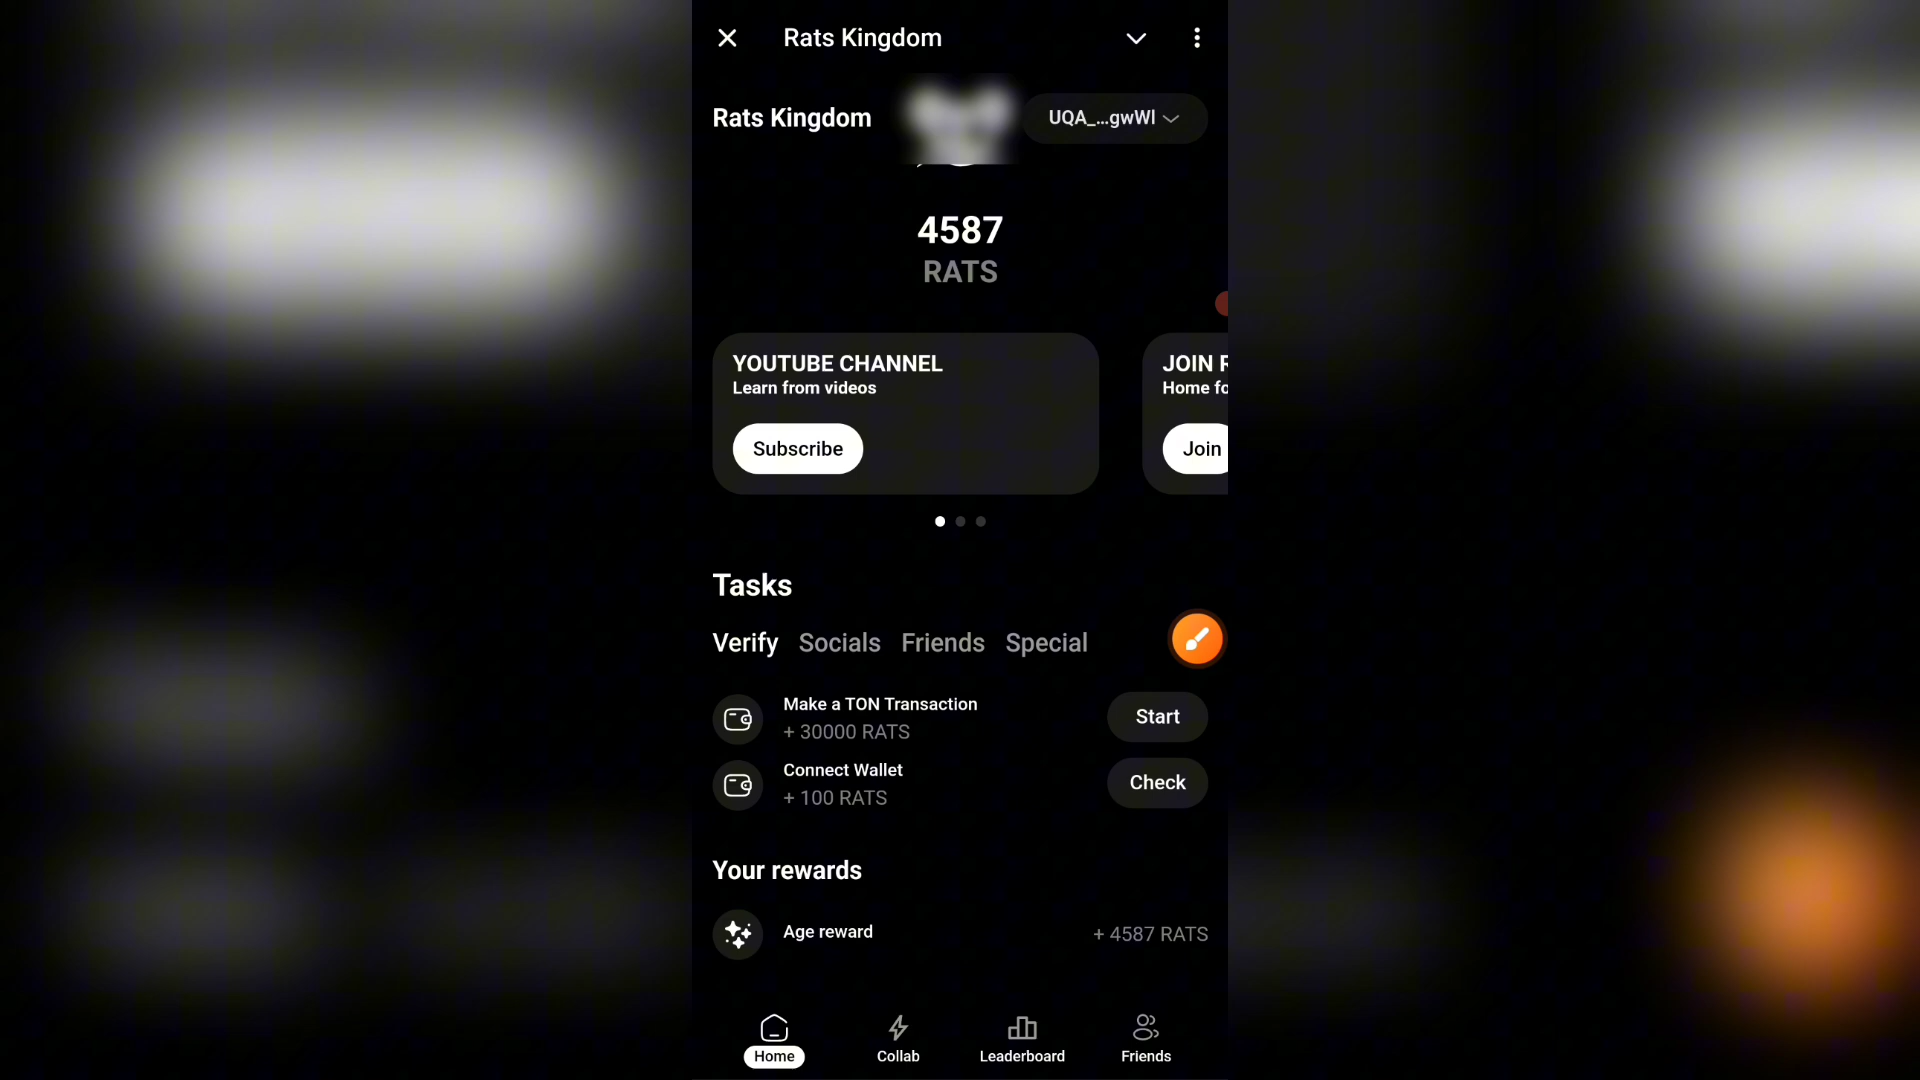 Rats Kingdom
Rats Kingdom
UQA_...gwWl
4587
RATS
YOUTUBE CHANNEL
Learn from videos
Subscribe
JOIN
Home
Join
Tasks
Verify Socials Friends Special
Make a TON Transaction
+ 30000 RATS
Start
Connect Wallet
+ 100 RATS
Check
Your rewards
Age reward
+ 4587 RATS
Home Collab Leaderboard Friends